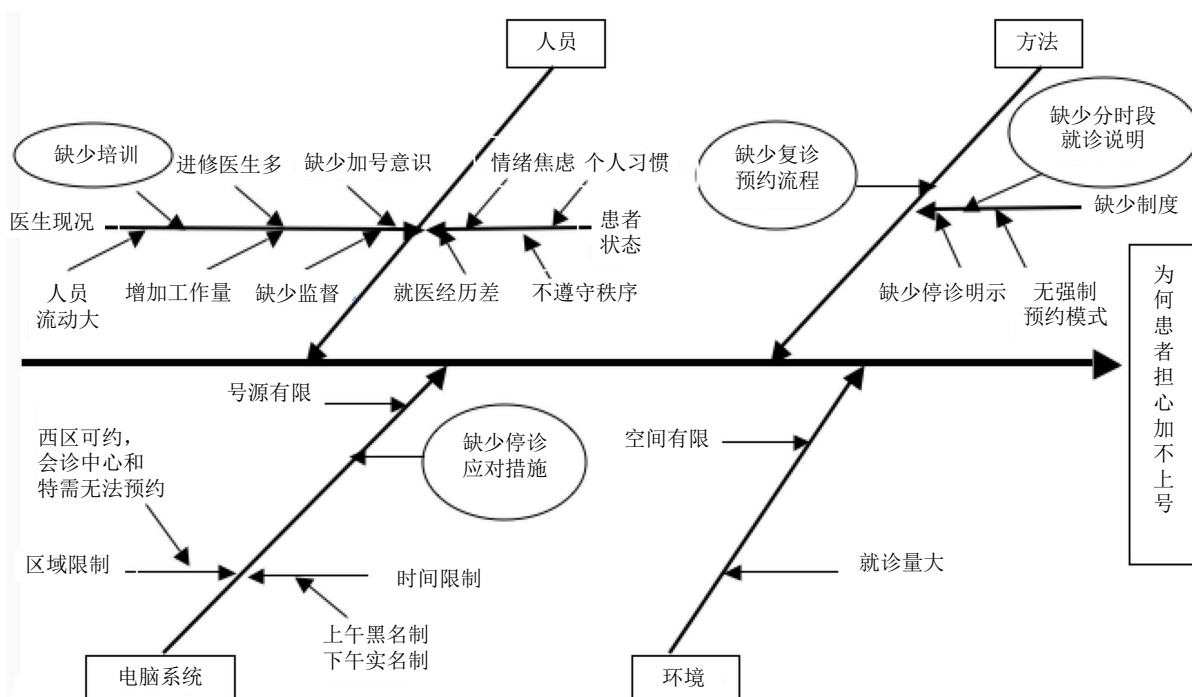 人员
方法
缺少培训
进修医生多
缺少加号意识
情绪焦虑
个人习惯
医生现况
患者
状态
人员
流动大
增加工作量
缺少监督
就医经历差
不遵守秩序
缺少复诊
预约流程
缺少分时段
就诊说明
缺少制度
缺少停诊明示
无强制
预约模式
为何患者担心加不上号
号源有限
西区可约，
会诊中心和
特需无法预约
缺少停诊
应对措施
区域限制
时间限制
上午黑名制
下午实名制
空间有限
就诊量大
电脑系统
环境